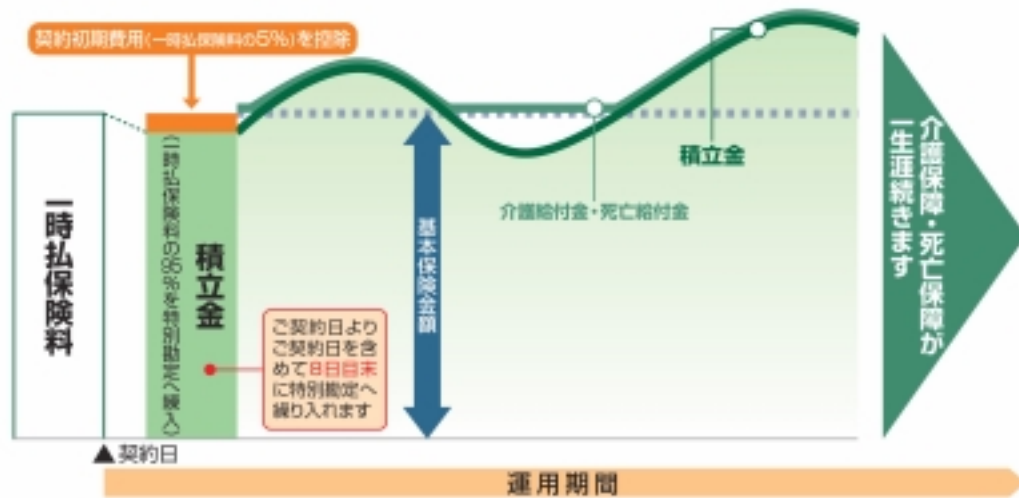 契約初期費用(一時払保険料の5%)を控除
一時払保険料
(一時払保険料の95%を特別勘定へ繰入)
積立金
ご契約日より
ご契約日を含
めて8日目末
に特別勘定へ
繰り入れます
基本保険金額
介護給付金・死亡給付金
積立金
介護保障・死亡保障が
一生涯続きます
▲契約日
運用期間